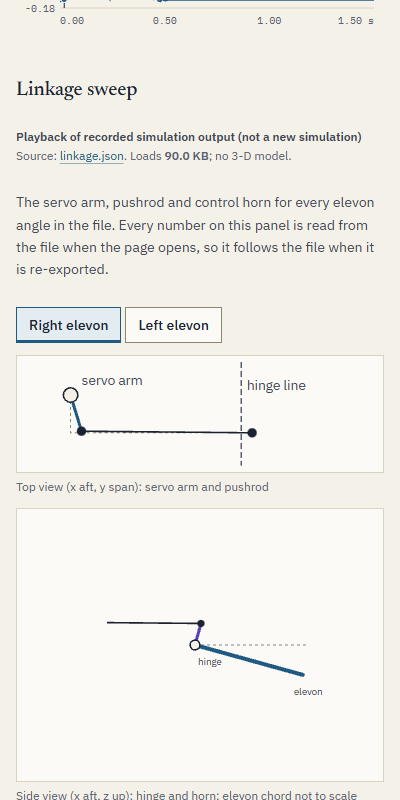 -0.18
0.00 0.50 1.00 1.50 s
Linkage sweep
Playback of recorded simulation output (not a new simulation)
Source: linkage.json. Loads 90.0 KB; no 3-D model.
The servo arm, pushrod and control horn for every elevon
angle in the file. Every number on this panel is read from
the file when the page opens, so it follows the file when it
is re-exported.
Right elevon Left elevon
servo arm
hinge line
Top view (x aft, y span): servo arm and pushrod
hinge
elevon
Side view (x aft, z up): hinge and horn; elevon chord not to scale